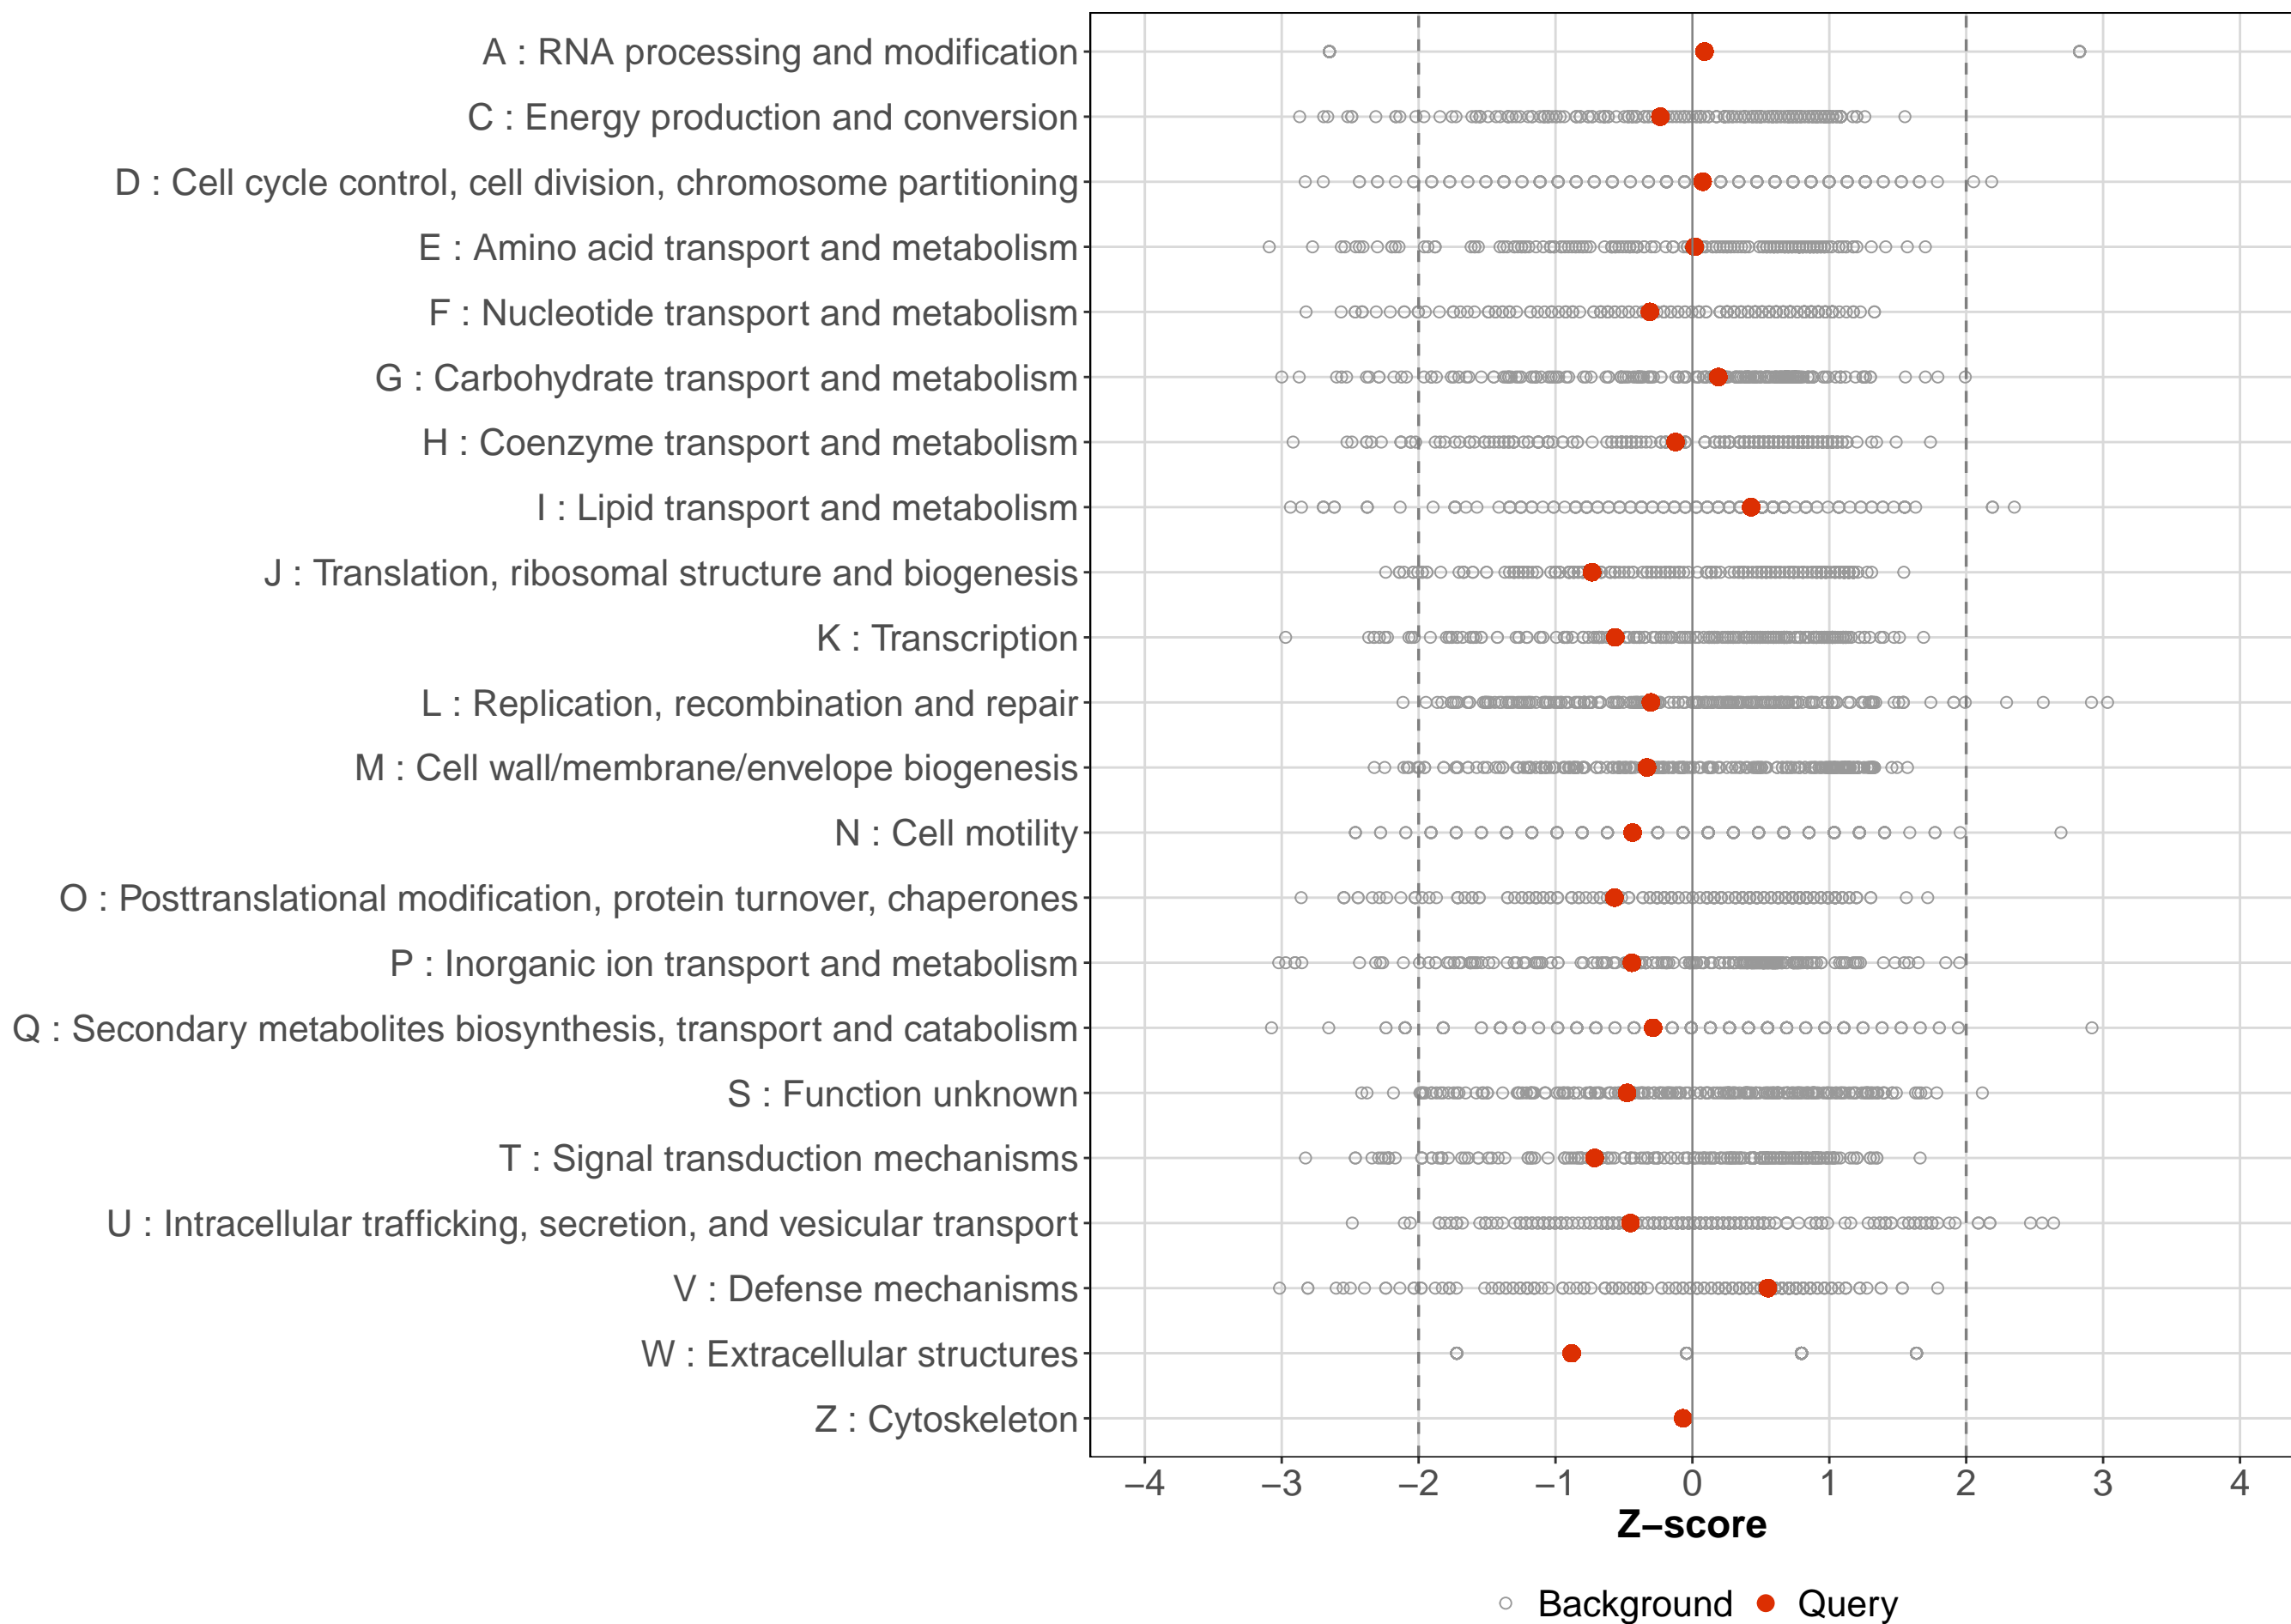 A : RNA processing and modification
C : Energy production and conversion
D : Cell cycle control, cell division, chromosome partitioning
E : Amino acid transport and metabolism
F : Nucleotide transport and metabolism
G : Carbohydrate transport and metabolism
H : Coenzyme transport and metabolism
I : Lipid transport and metabolism
J : Translation, ribosomal structure and biogenesis
K : Transcription
L : Replication, recombination and repair
M : Cell wall/membrane/envelope biogenesis
N : Cell motility
O : Posttranslational modification, protein turnover, chaperones
P : Inorganic ion transport and metabolism
Q : Secondary metabolites biosynthesis, transport and catabolism
S : Function unknown
T : Signal transduction mechanisms
U : Intracellular trafficking, secretion, and vesicular transport
V : Defense mechanisms
W : Extracellular structures
Z : Cytoskeleton
−4 −3 −2 −1 0 1 2 3 4
Z−score
Background Query